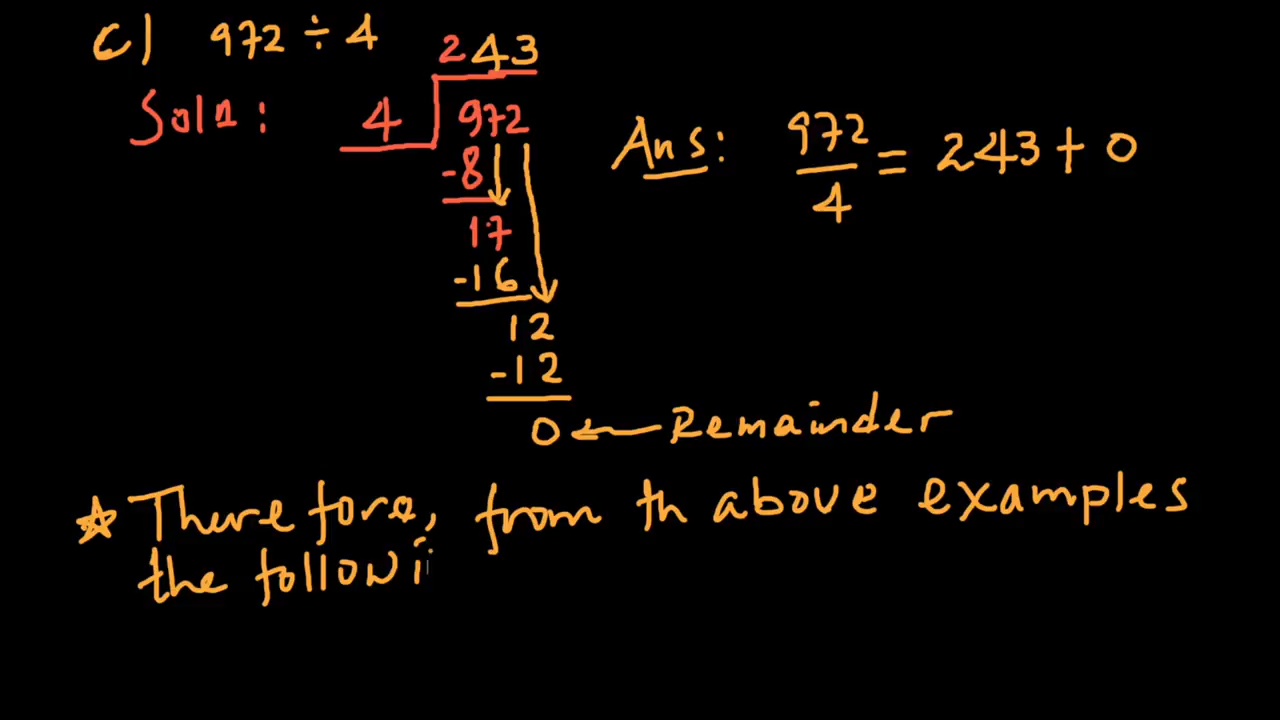 c) 972 ÷ 4
243
Soln: 4 972
-8
17
-16
12
-12
0 ← Remainder
Ans: 972/4 = 243 + 0
☆ Therefore, from th above examples
the followi